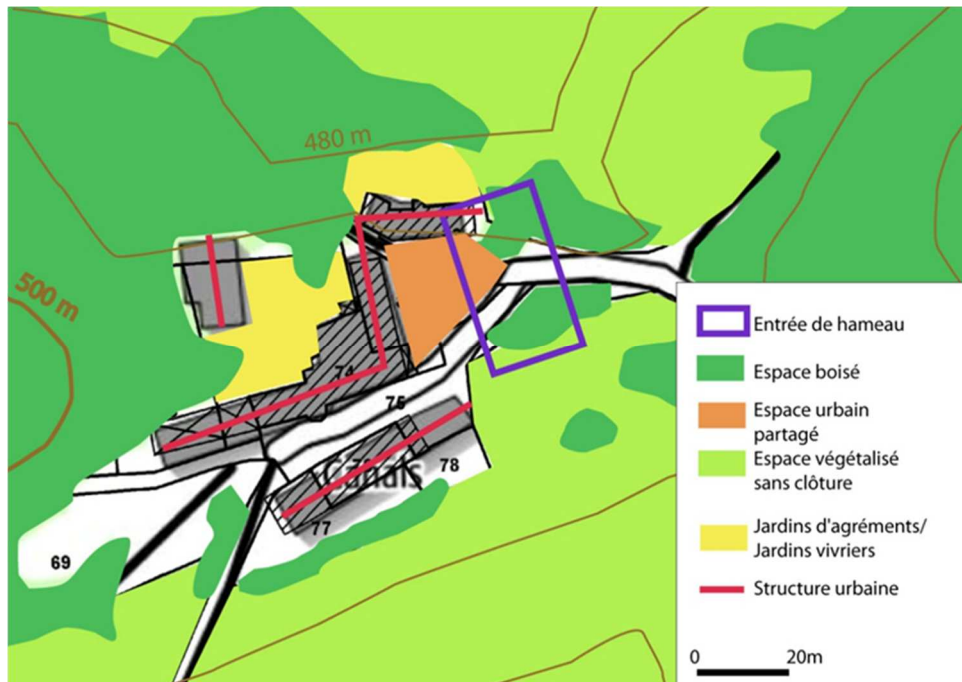 480 m
500 m
74
75
Canals
78
77
69
Entrée de hameau
Espace boisé
Espace urbain
partagé
Espace végétalisé
sans clôture
Jardins d'agréments/
Jardins vivriers
Structure urbaine
0 20m